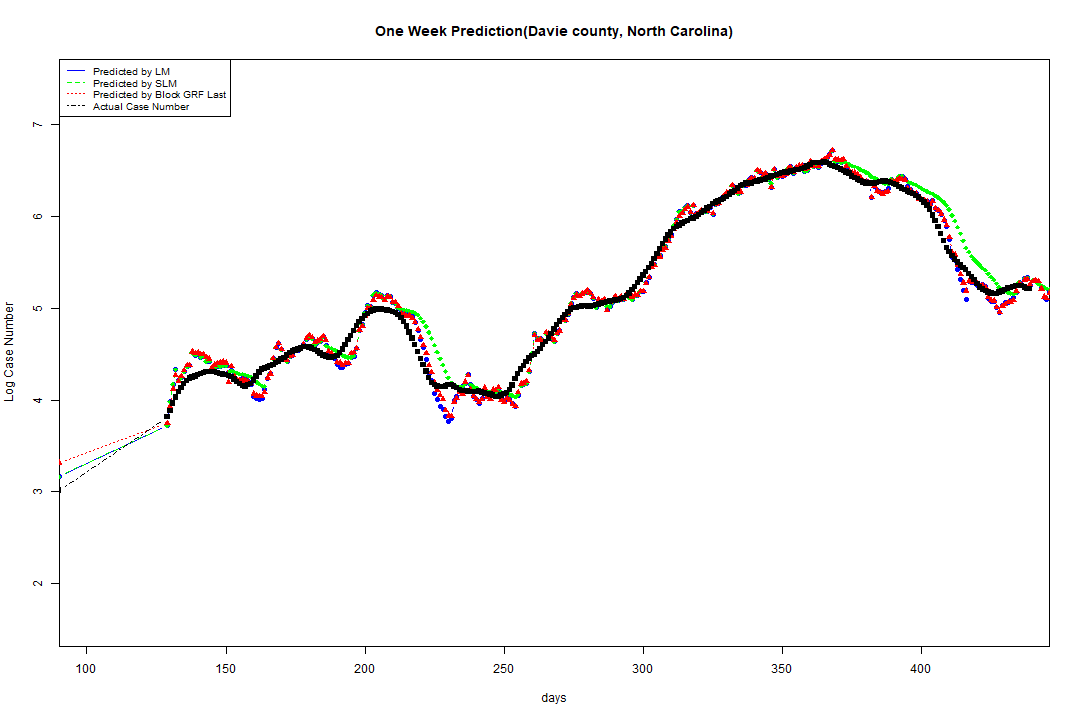 One Week Prediction(Davie county, North Carolina)
Predicted by LM
Predicted by SLM
Predicted by Block GRF Last
Actual Case Number
Log Case Number
7
6
5
4
3
2
100 150 200 250 300 350 400
days